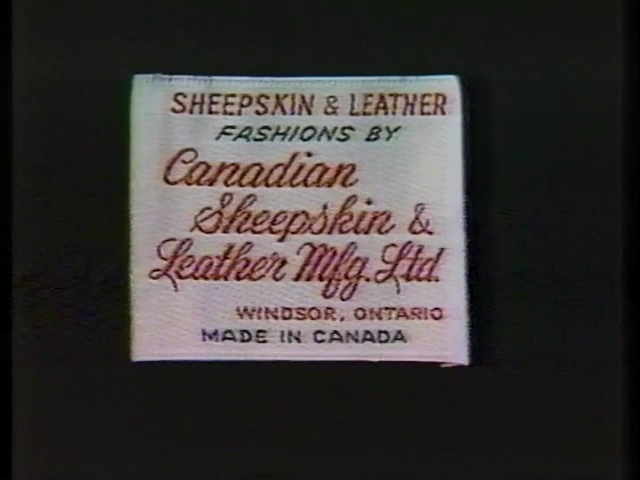 SHEEPSKIN & LEATHER
FASHIONS BY
Canadian
Sheepskin &
Leather Mfg. Ltd.
WINDSOR, ONTARIO
MADE IN CANADA